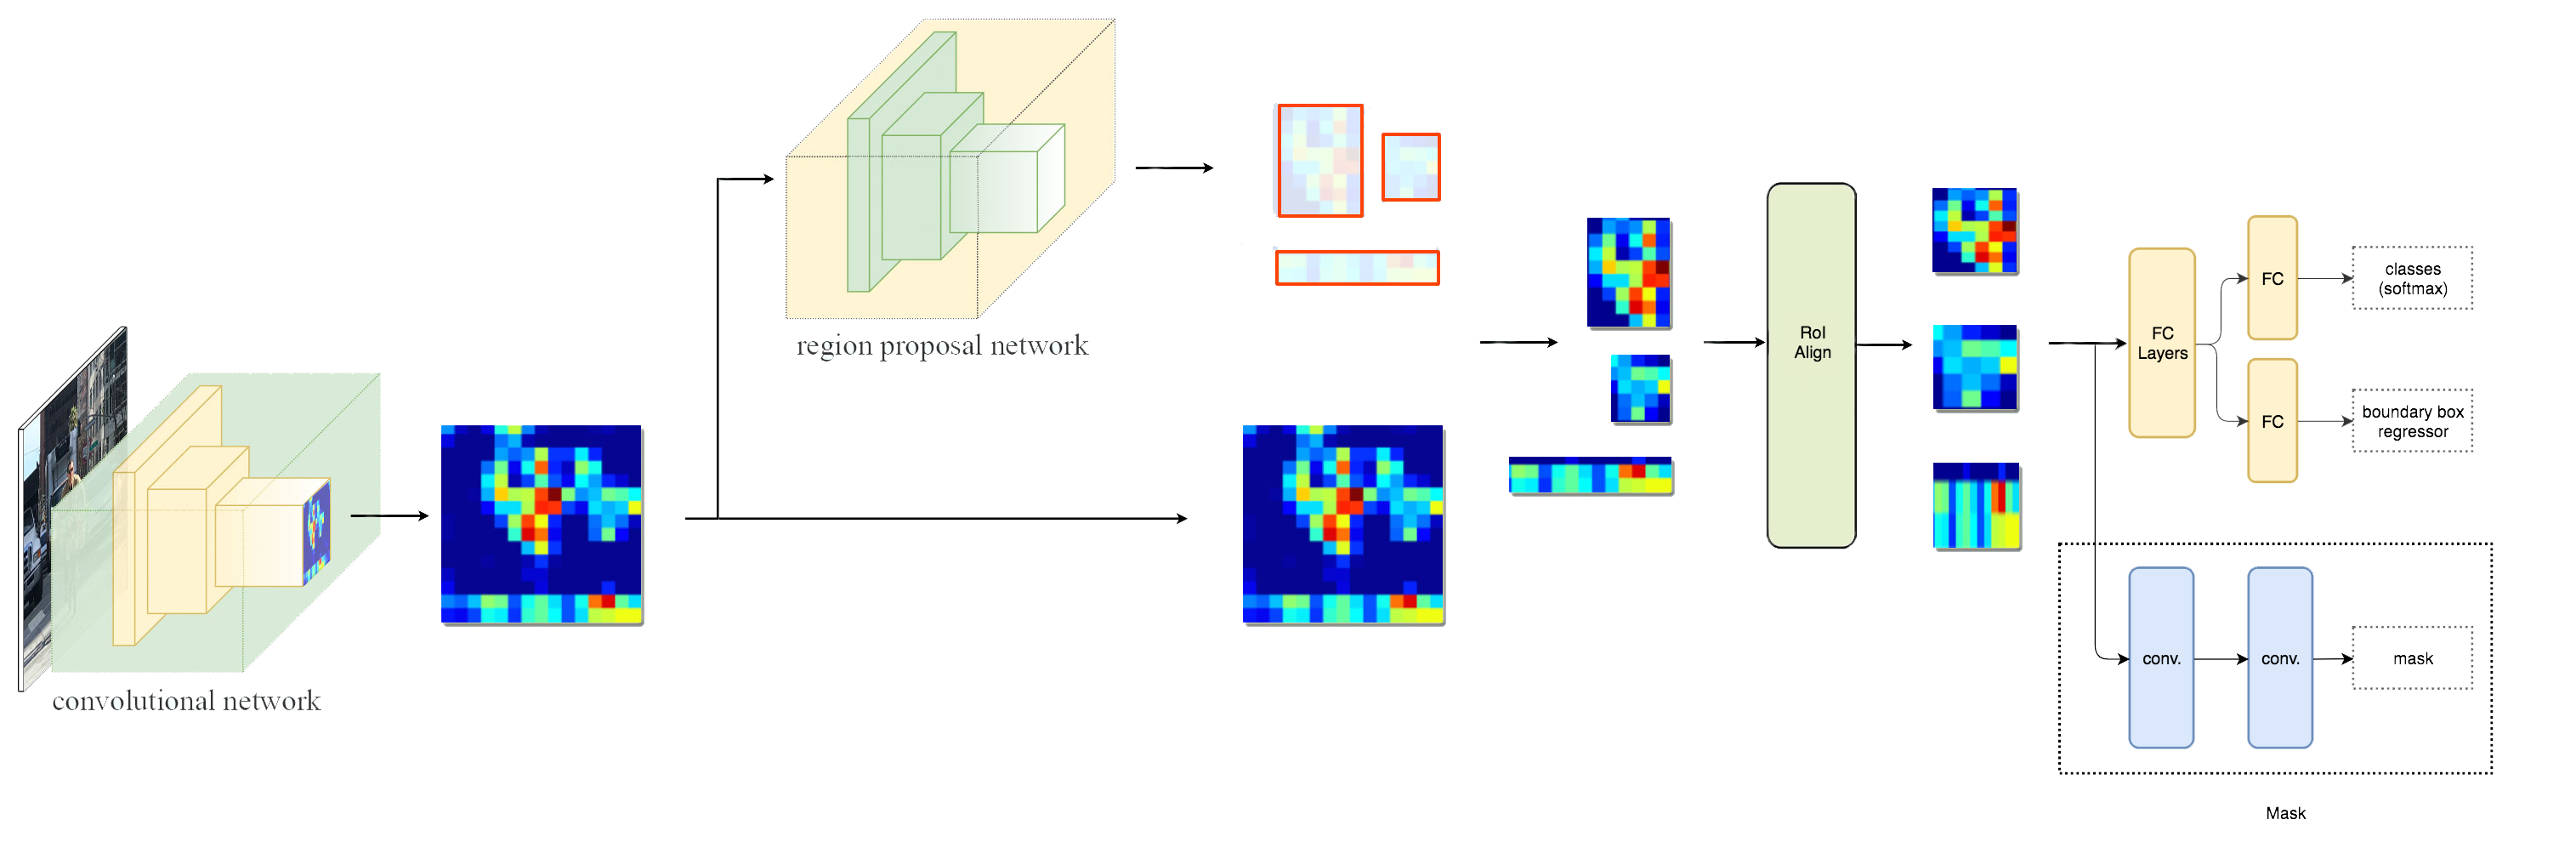 convolutional network
region proposal network
RoI
Align
FC
Layers
FC
classes
(softmax)
FC
boundary box
regressor
conv.
conv.
mask
Mask